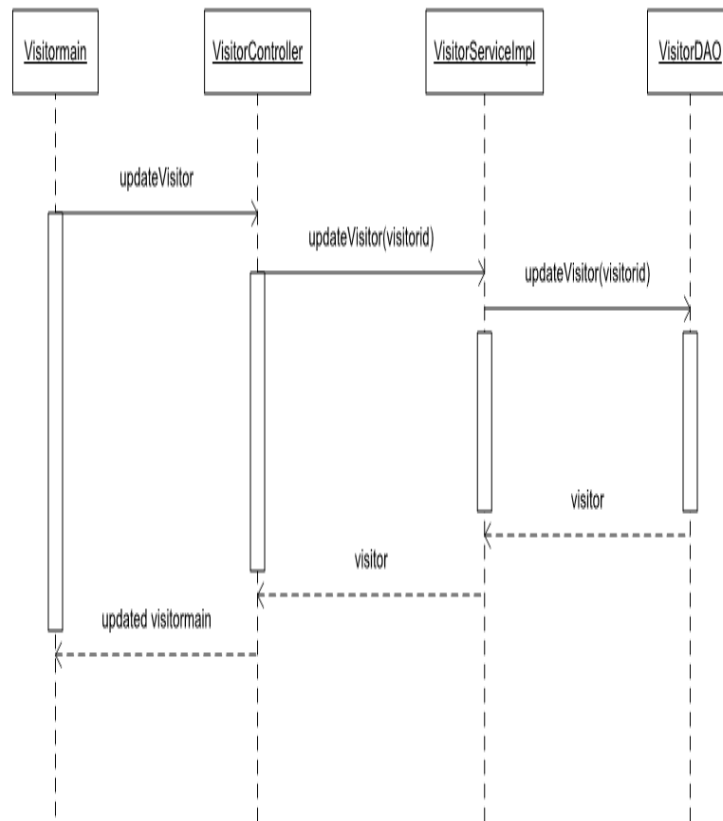 Visitormain
VisitorController
VisitorServiceImpl
VisitorDAO
updateVisitor
updateVisitor(visitorid)
updateVisitor(visitorid)
visitor
visitor
updated visitormain